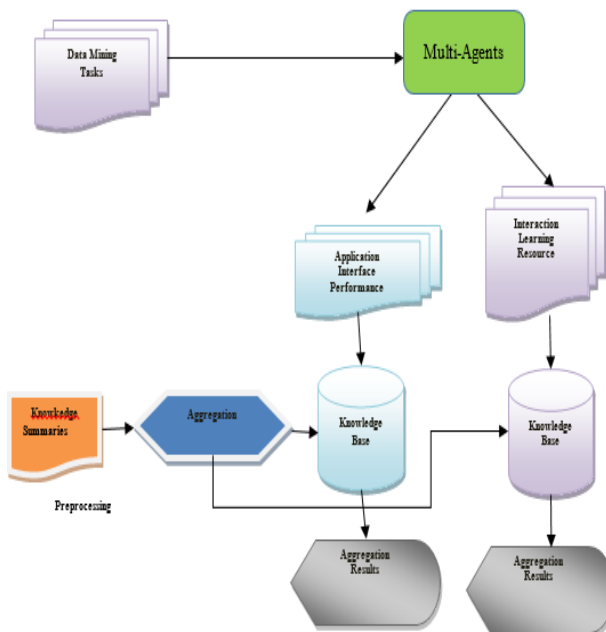 Data Mining
Tasks
Multi-Agents
Application
Interface
Performance
Interaction
Learning
Resource
Knowkedge
Summaries
Aggregation
Knowledge
Base
Knowledge
Base
Preprocessing
Aggregation
Results
Aggregation
Results